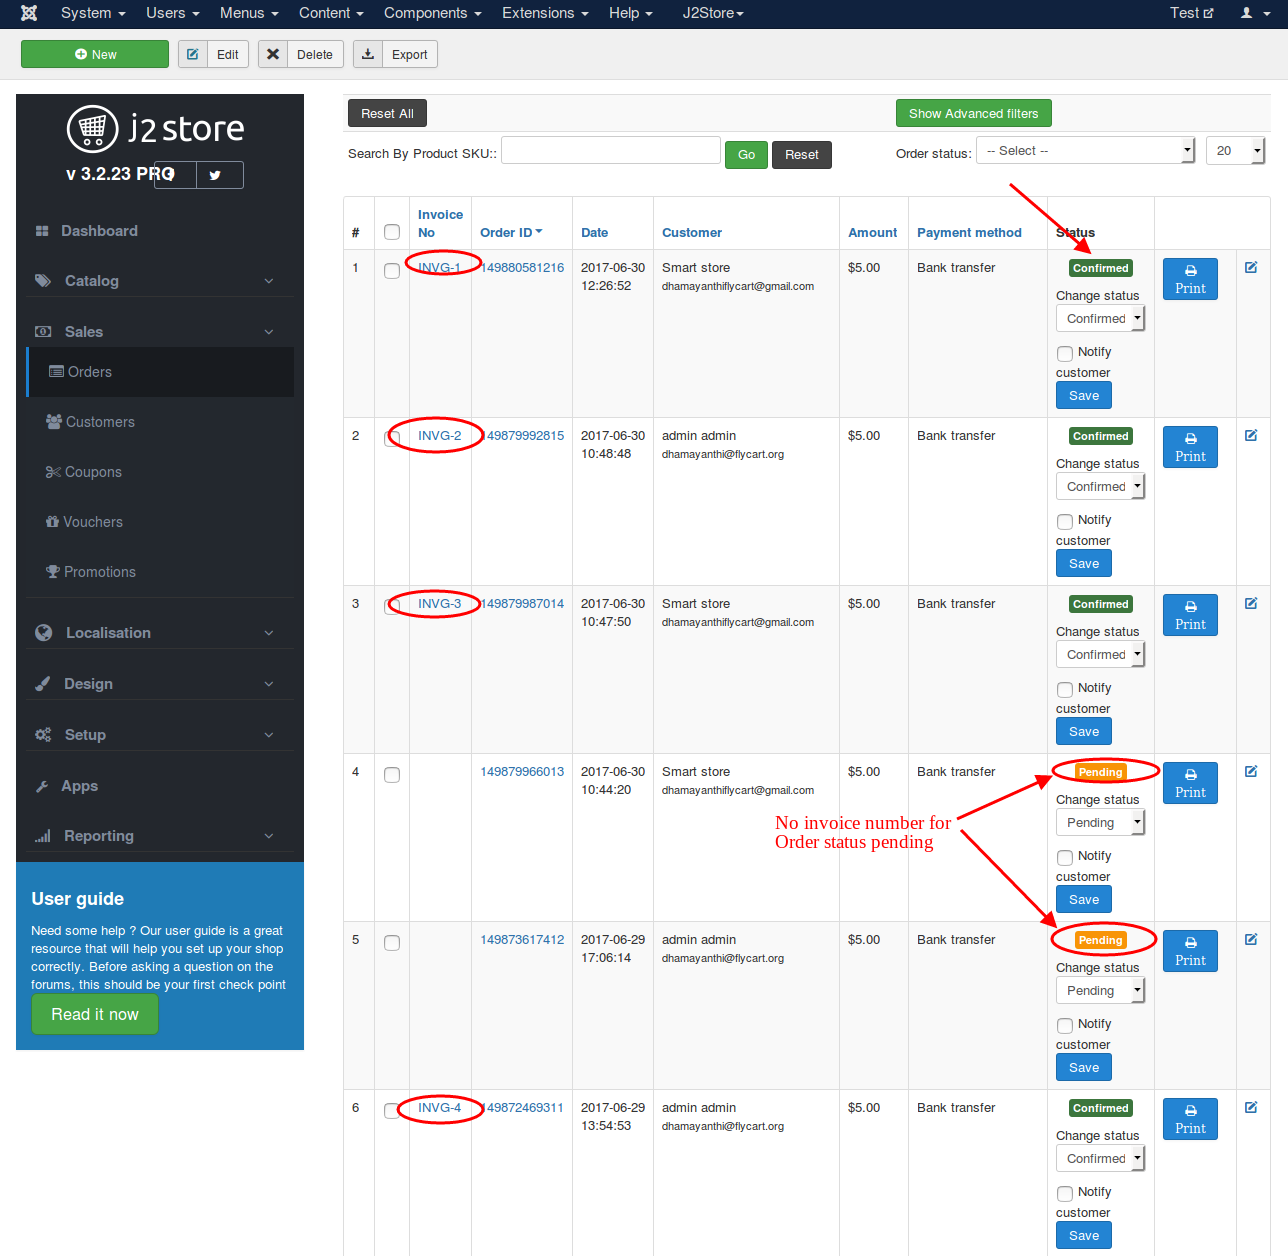 System Users Menus Content Components Extensions Help J2Store Test
New Edit Delete Export
j2store
v 3.2.23 PRO
Dashboard
Catalog
Sales
Orders
Customers
Coupons
Vouchers
Promotions
Localisation
Design
Setup
Apps
Reporting
User guide
Need some help ? Our user guide is a great
resource that will help you set up your shop
correctly. Before asking a question on the
forums, this should be your first check point
Read it now
Reset All Show Advanced filters
Search By Product SKU:: Go Reset Order status: -- Select -- 20
# Invoice No Order ID Date Customer Amount Payment method Status
1 INVG-1 149880581216 2017-06-30 Smart store $5.00 Bank transfer Confirmed
12:26:52 dhamayanthiflycart@gmail.com Print
Change status
Confirmed
Notify
customer
Save
2 INVG-2 149879992815 2017-06-30 admin admin $5.00 Bank transfer Confirmed
10:48:48 dhamayanthi@flycart.org Print
Change status
Confirmed
Notify
customer
Save
3 INVG-3 149879987014 2017-06-30 Smart store $5.00 Bank transfer Confirmed
10:47:50 dhamayanthiflycart@gmail.com Print
Change status
Confirmed
Notify
customer
Save
4 149879966013 2017-06-30 Smart store $5.00 Bank transfer Pending
10:44:20 dhamayanthiflycart@gmail.com Print
Change status
Pending
No invoice number for
Order status pending
Notify
customer
Save
5 149873617412 2017-06-29 admin admin $5.00 Bank transfer Pending
17:06:14 dhamayanthi@flycart.org Print
Change status
Pending
Notify
customer
Save
6 INVG-4 149872469311 2017-06-29 admin admin $5.00 Bank transfer Confirmed
13:54:53 dhamayanthi@flycart.org Print
Change status
Confirmed
Notify
customer
Save